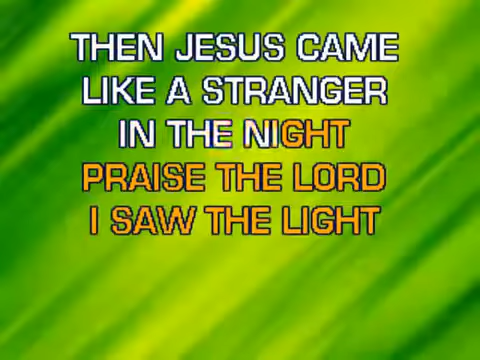 THEN JESUS CAME
LIKE A STRANGER
IN THE NIGHT
PRAISE THE LORD
I SAW THE LIGHT